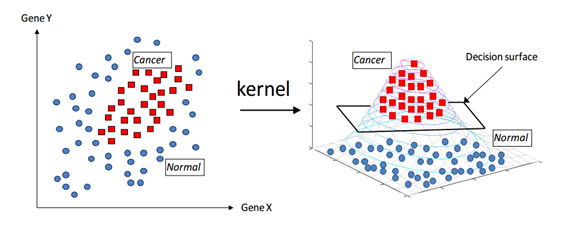 Gene Y
Cancer
Normal
Gene X
kernel
Cancer
Decision surface
Normal